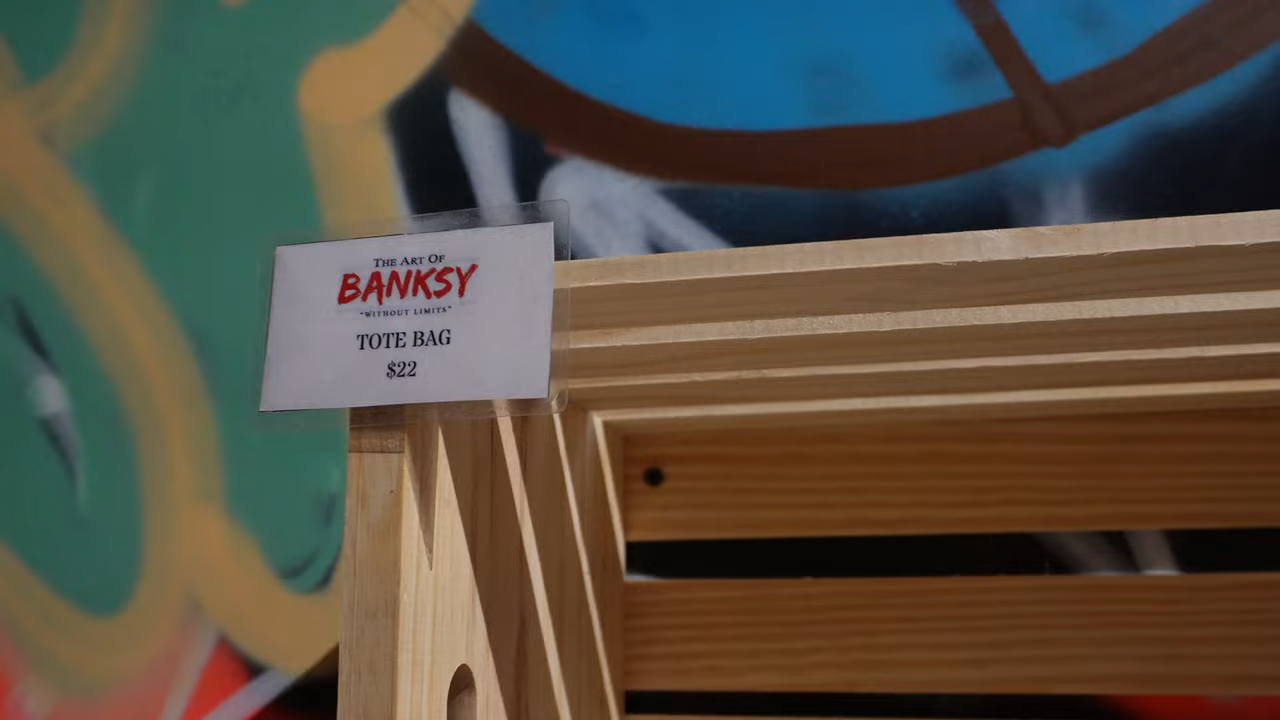 THE ART OF
BANKSY
"WITHOUT LIMITS"
TOTE BAG
$22